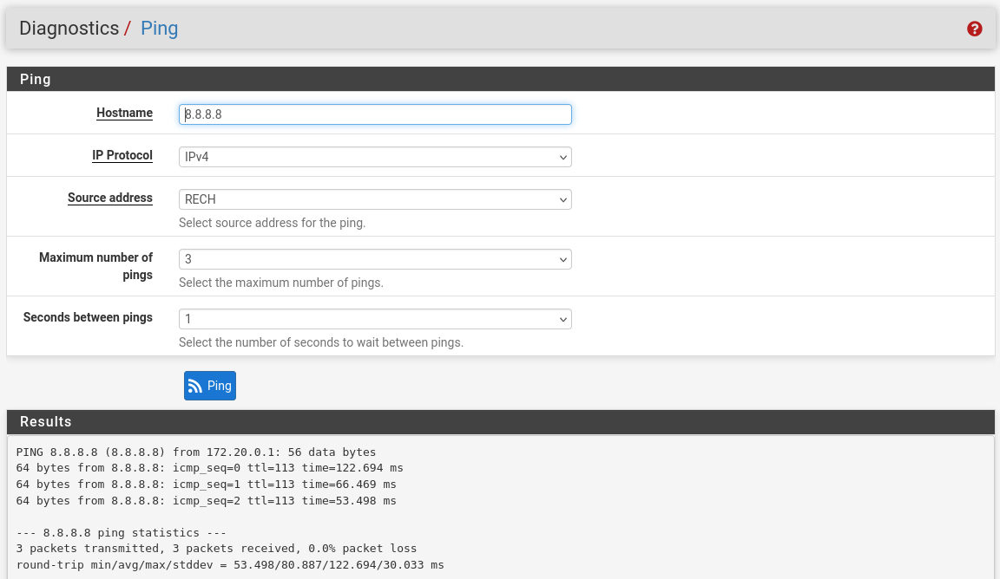 Diagnostics / Ping
Ping
Hostname 8.8.8.8
IP Protocol IPv4
Source address RECH
Select source address for the ping.
Maximum number of pings 3
Select the maximum number of pings.
Seconds between pings 1
Select the number of seconds to wait between pings.
Ping
Results
PING 8.8.8.8 (8.8.8.8) from 172.20.0.1: 56 data bytes
64 bytes from 8.8.8.8: icmp_seq=0 ttl=113 time=122.694 ms
64 bytes from 8.8.8.8: icmp_seq=1 ttl=113 time=66.469 ms
64 bytes from 8.8.8.8: icmp_seq=2 ttl=113 time=53.498 ms
--- 8.8.8.8 ping statistics ---
3 packets transmitted, 3 packets received, 0.0% packet loss
round-trip min/avg/max/stddev = 53.498/80.887/122.694/30.033 ms